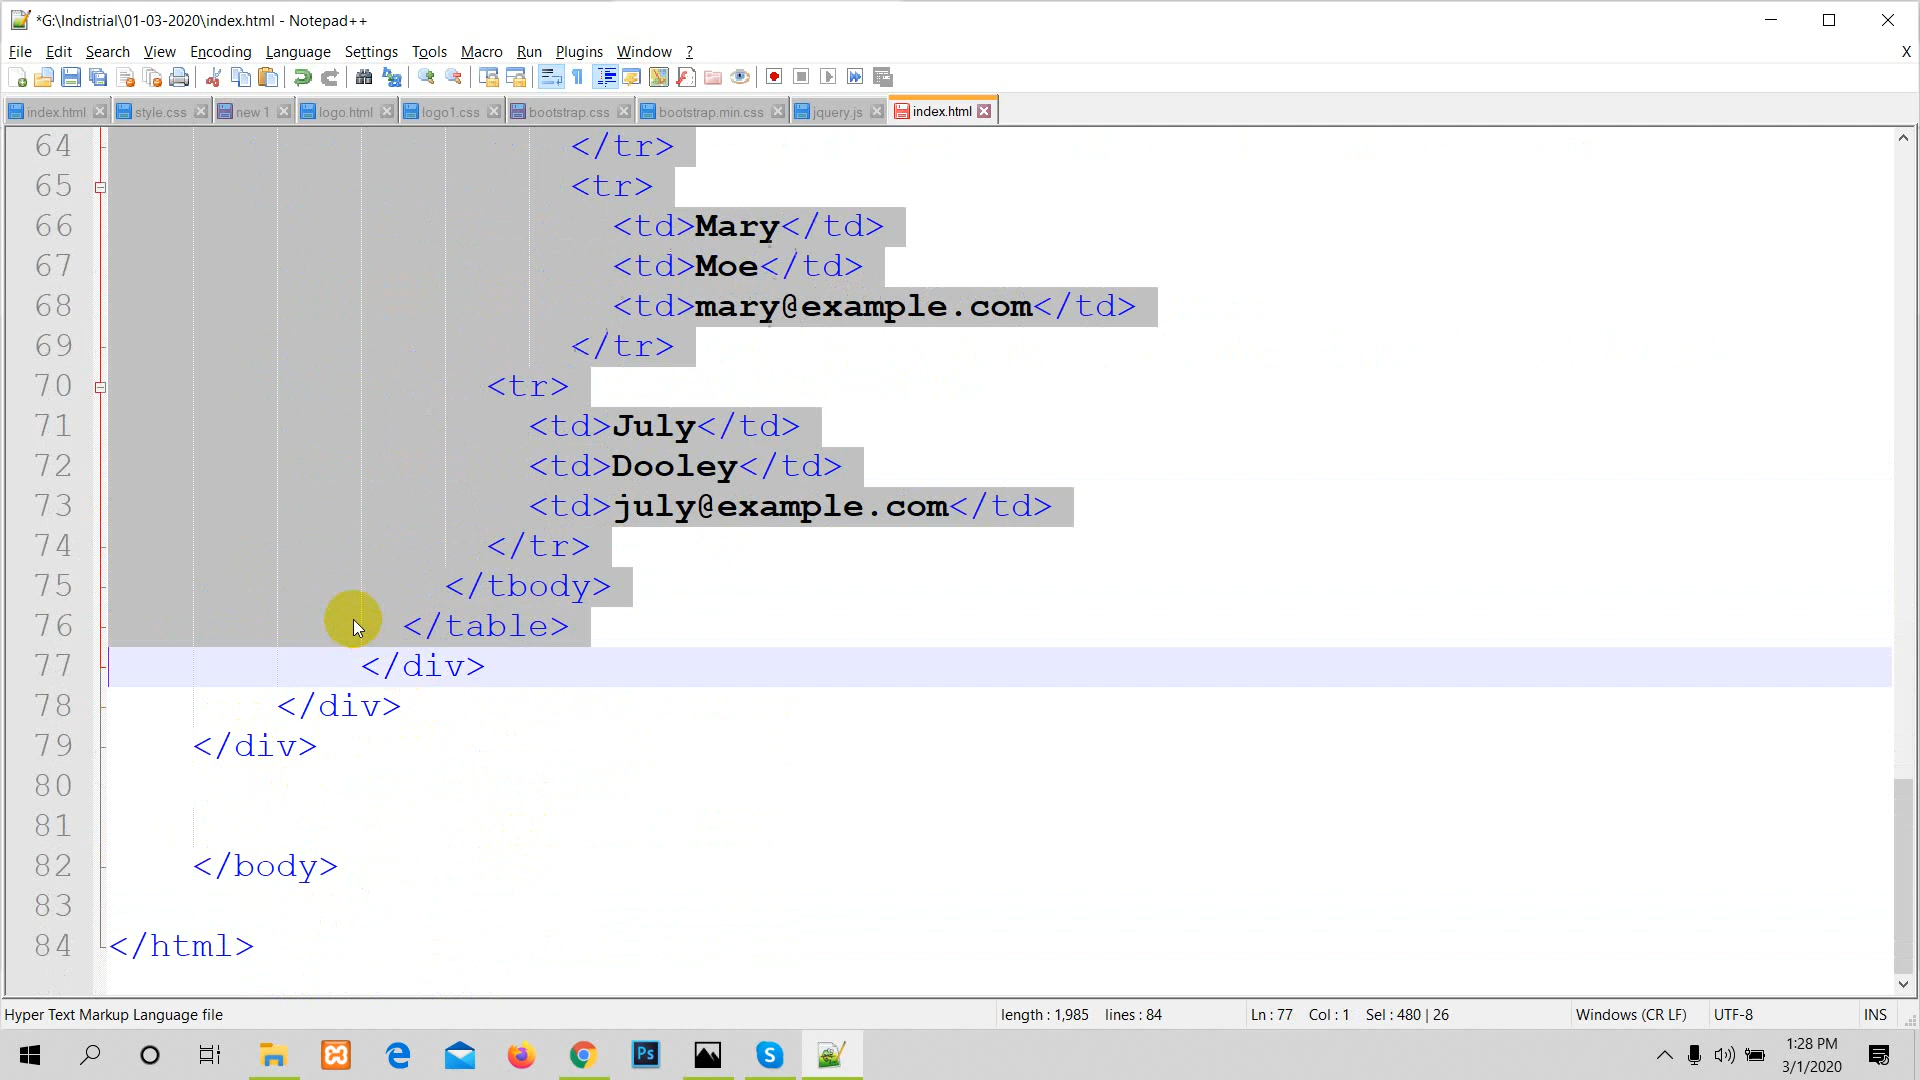 *G:\Indistrial\01-03-2020\index.html - Notepad++
File Edit Search View Encoding Language Settings Tools Macro Run Plugins Window ? X
index.html style.css new 1 logo.html logo1.css bootstrap.css bootstrap.min.css jquery.js index.html
64 </tr>
65 <tr>
66 <td>Mary</td>
67 <td>Moe</td>
68 <td>mary@example.com</td>
69 </tr>
70 <tr>
71 <td>July</td>
72 <td>Dooley</td>
73 <td>july@example.com</td>
74 </tr>
75 </tbody>
76 </table>
77 </div>
78 </div>
79 </div>
80
81
82 </body>
83
84 </html>
Hyper Text Markup Language file length : 1,985 lines : 84 Ln : 77 Col : 1 Sel : 480 | 26 Windows (CR LF) UTF-8 INS
Ps S 1:28 PM
3/1/2020